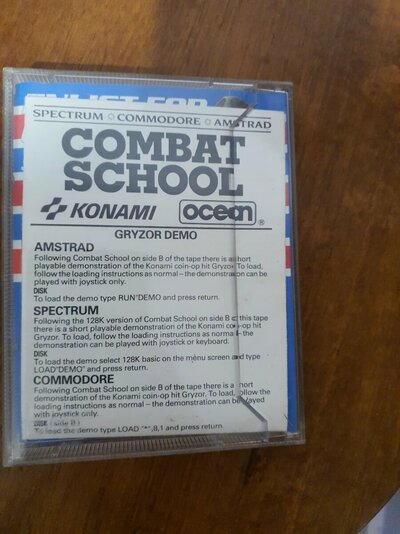 ENLIST FOR
SPECTRUM ☼ COMMODORE ☼ AMSTRAD
COMBAT
SCHOOL
KONAMI ocean ®
GRYZOR DEMO
AMSTRAD
Following Combat School on side B of the tape there is a short
playable demonstration of the Konami coin-op hit Gryzor. To load,
follow the loading instructions as normal – the demonstration can be
played with joystick only.
DISK
To load the demo type RUN"DEMO and press return.
SPECTRUM
Following the 128K version of Combat School on side B of this tape
there is a short playable demonstration of the Konami coin-op hit
Gryzor. To load, follow the instructions as normal – the
demonstration can be played with joystick or keyboard.
DISK
To load the demo select 128K basic on the menu screen and type
LOAD"DEMO" and press return.
COMMODORE
Following Combat School on side B of the tape there is a short
playable demonstration of the Konami coin-op hit Gryzor. To load, follow the
loading instructions as normal – the demonstration can be played
with joystick only.
DISK (side B)
To load the demo type LOAD "*",8,1 and press return.